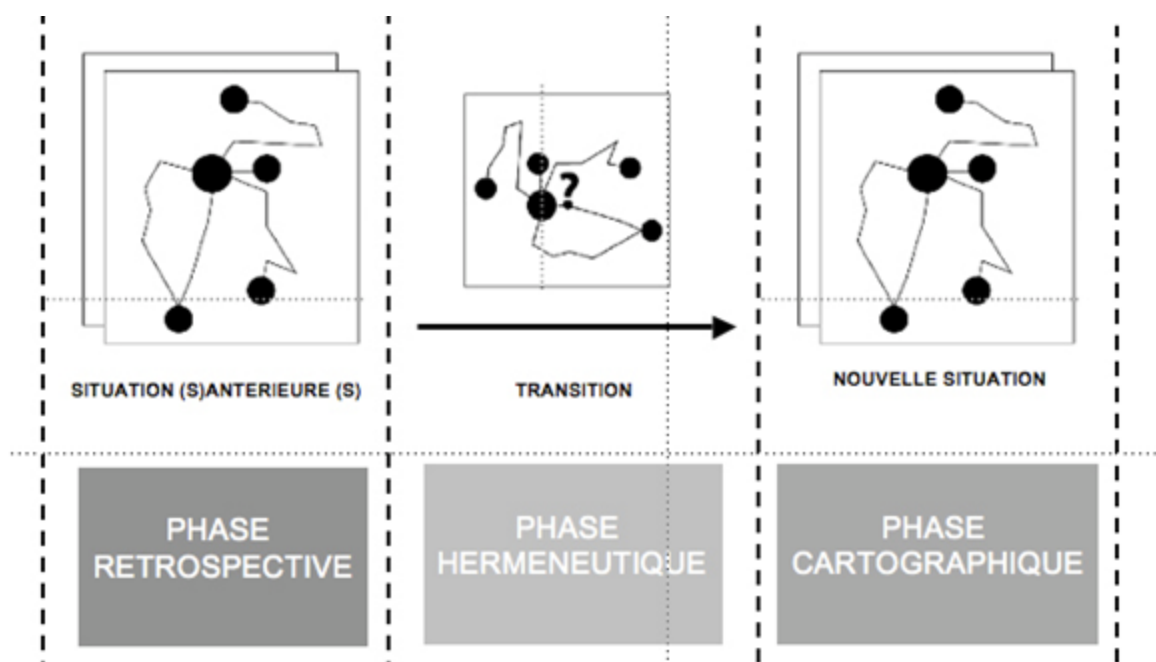 ?
SITUATION (S)ANTERIEURE (S)
TRANSITION
NOUVELLE SITUATION
PHASE
RETROSPECTIVE
PHASE
HERMENEUTIQUE
PHASE
CARTOGRAPHIQUE